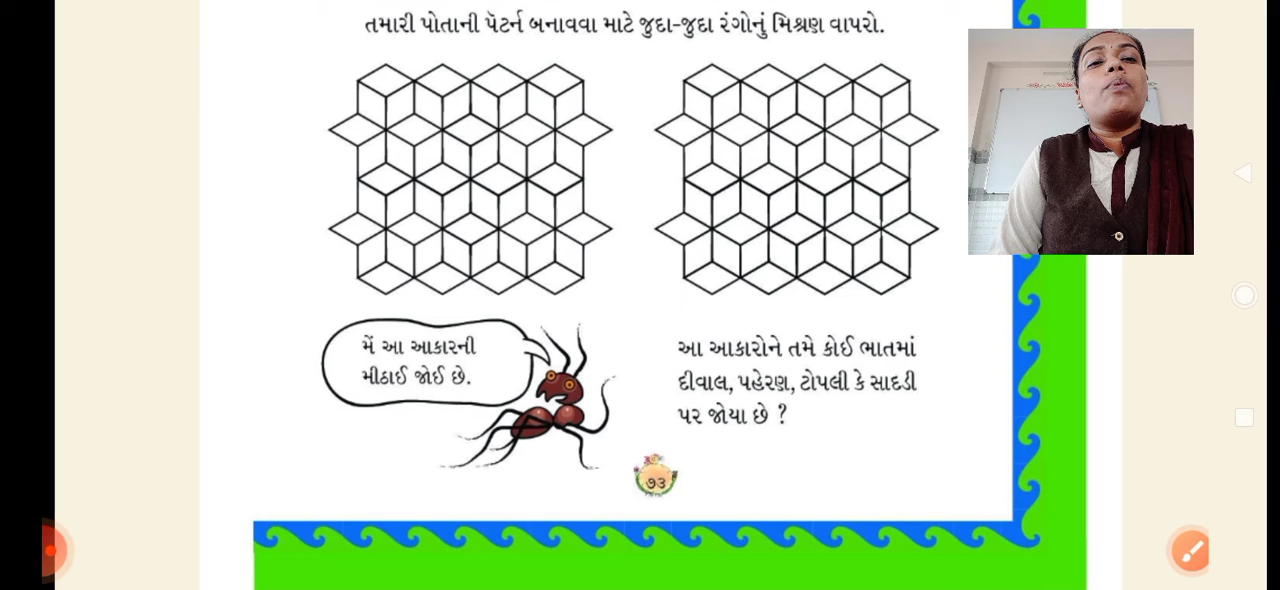 તમારી પોતાની પૅટર્ન બનાવવા માટે જુદા-જુદા રંગોનું મિશ્રણ વાપરો.
મેં આ આકારની
મીઠાઈ જોઈ છે.
આ આકારોને તમે કોઈ ભાતમાં
દીવાલ, પહેરણ, ટોપલી કે સાદડી
પર જોયા છે ?
૭૩